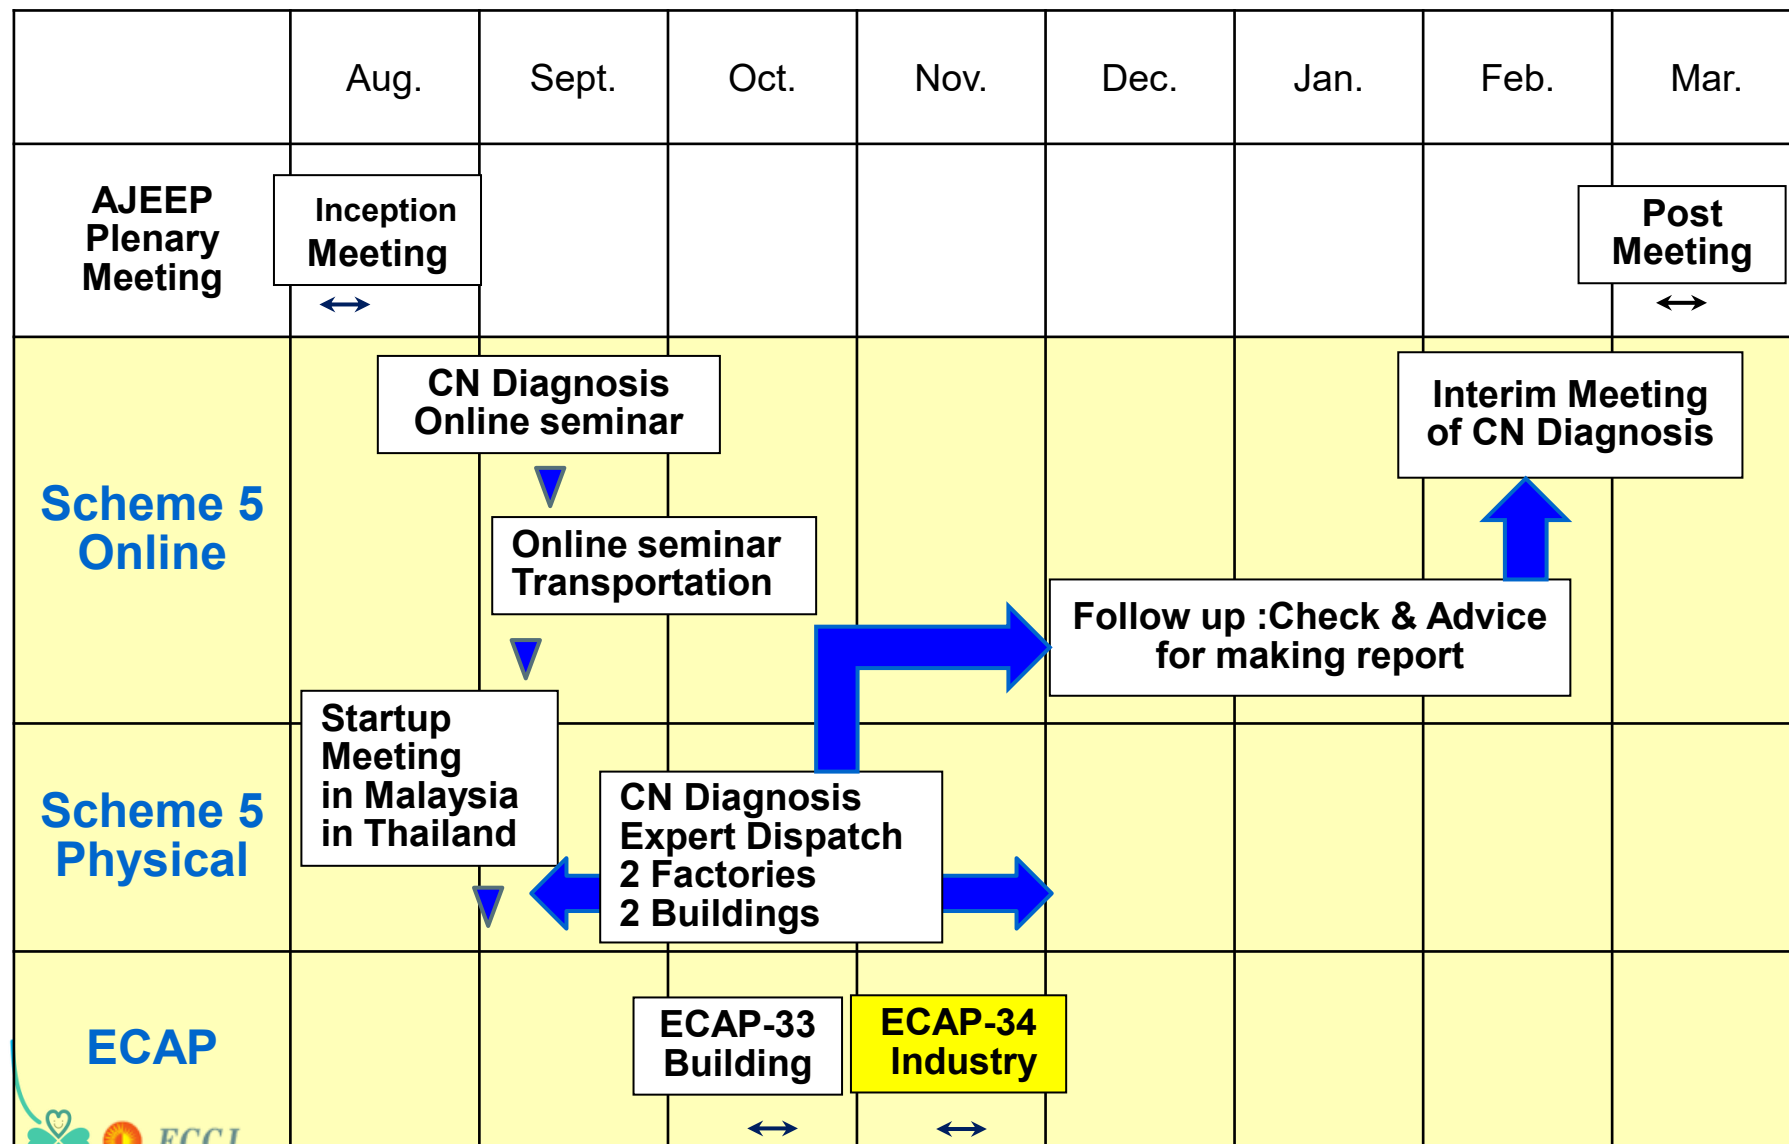 Aug.
Sept.
Oct.
Nov.
Dec.
Jan.
Feb.
Mar.
AJEEP
Plenary
Meeting
Inception
Meeting
Post
Meeting
Scheme 5
Online
CN Diagnosis
Online seminar
Online seminar
Transportation
Interim Meeting
of CN Diagnosis
Follow up :Check & Advice
for making report
Scheme 5
Physical
Startup
Meeting
in Malaysia
in Thailand
CN Diagnosis
Expert Dispatch
2 Factories
2 Buildings
ECAP
ECAP-33
Building
ECAP-34
Industry
ECCJ